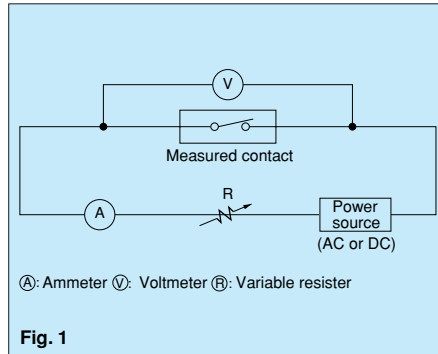 V
Measured contact
R
A
Power
source
(AC or DC)
Ⓐ: Ammeter Ⓥ: Voltmeter Ⓡ: Variable resister
Fig. 1